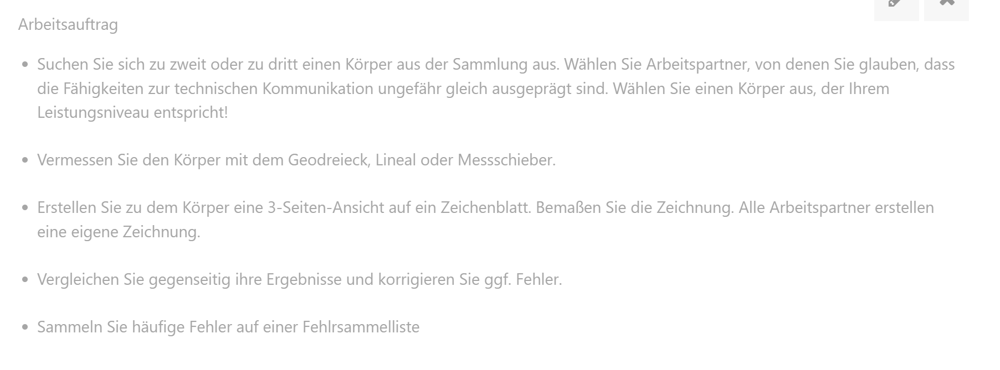 Arbeitsauftrag
• Suchen Sie sich zu zweit oder zu dritt einen Körper aus der Sammlung aus. Wählen Sie Arbeitspartner, von denen Sie glauben, dass
die Fähigkeiten zur technischen Kommunikation ungefähr gleich ausgeprägt sind. Wählen Sie einen Körper aus, der Ihrem
Leistungsniveau entspricht!
• Vermessen Sie den Körper mit dem Geodreieck, Lineal oder Messschieber.
• Erstellen Sie zu dem Körper eine 3-Seiten-Ansicht auf ein Zeichenblatt. Bemaßen Sie die Zeichnung. Alle Arbeitspartner erstellen
eine eigene Zeichnung.
• Vergleichen Sie gegenseitig ihre Ergebnisse und korrigieren Sie ggf. Fehler.
• Sammeln Sie häufige Fehler auf einer Fehlrsammelliste